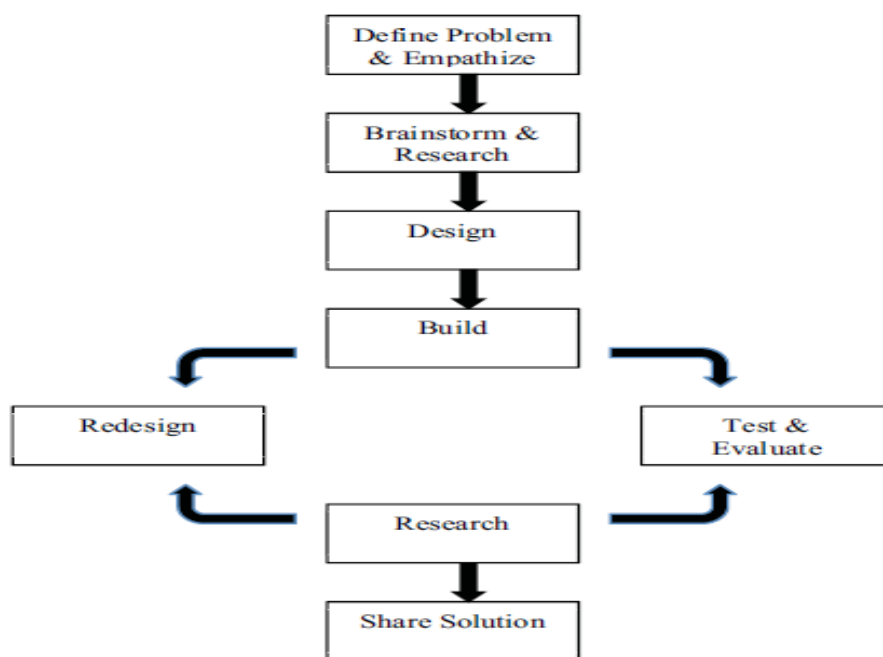 Define Problem
& Empathize
Brainstorm &
Research
Design
Build
Redesign
Test &
Evaluate
Research
Share Solution